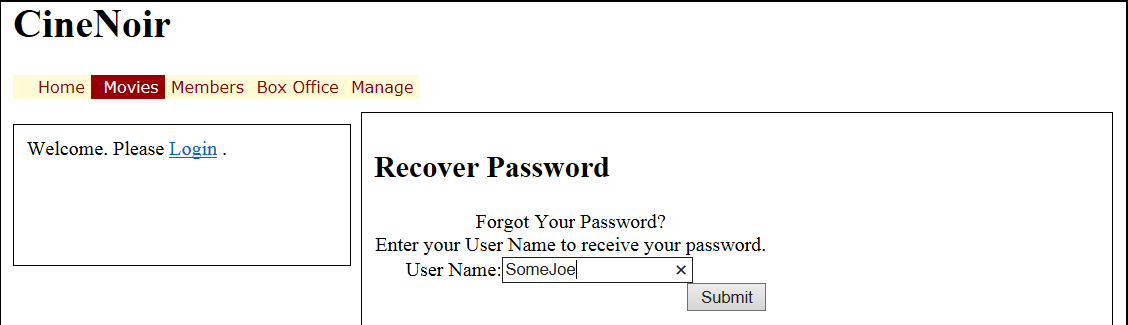 CineNoir
Home Movies Members Box Office Manage
Welcome. Please Login .
Recover Password
Forgot Your Password?
Enter your User Name to receive your password.
User Name: SomeJoe ×
Submit